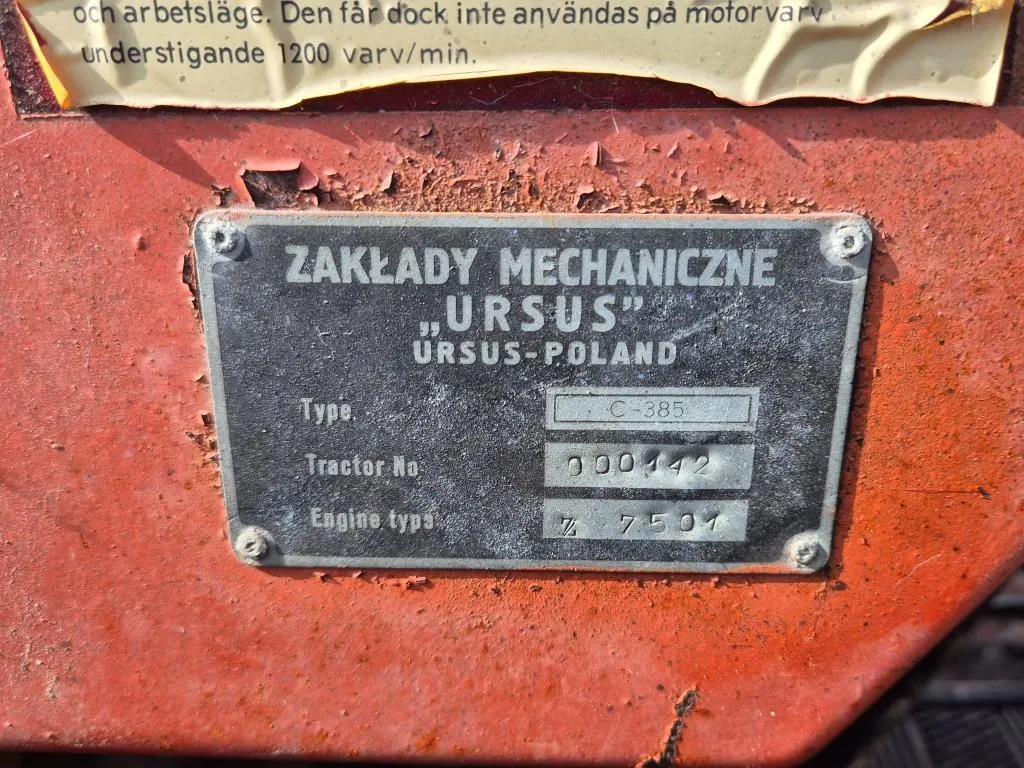 och arbetsläge. Den får dock inte användas på motorvarv
understigande 1200 varv/min.
ZAKŁADY MECHANICZNE
„URSUS”
URSUS-POLAND
Type C-385
Tractor No 000142
Engine type Z 7501